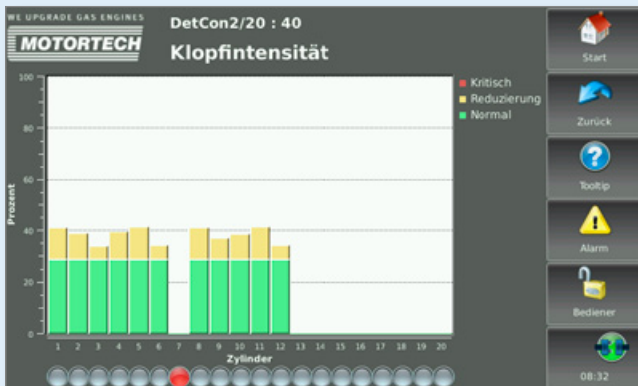 WE UPGRADE GAS ENGINES
MOTORTECH
DetCon2/20 : 40
Klopfintensität
Start
Zurück
Tooltip
Alarm
Bediener
08:32
Kritisch
Reduzierung
Normal
Prozent
100
80
60
40
20
0
1 2 3 4 5 6 7 8 9 10 11 12 13 14 15 16 17 18 19 20
Zylinder